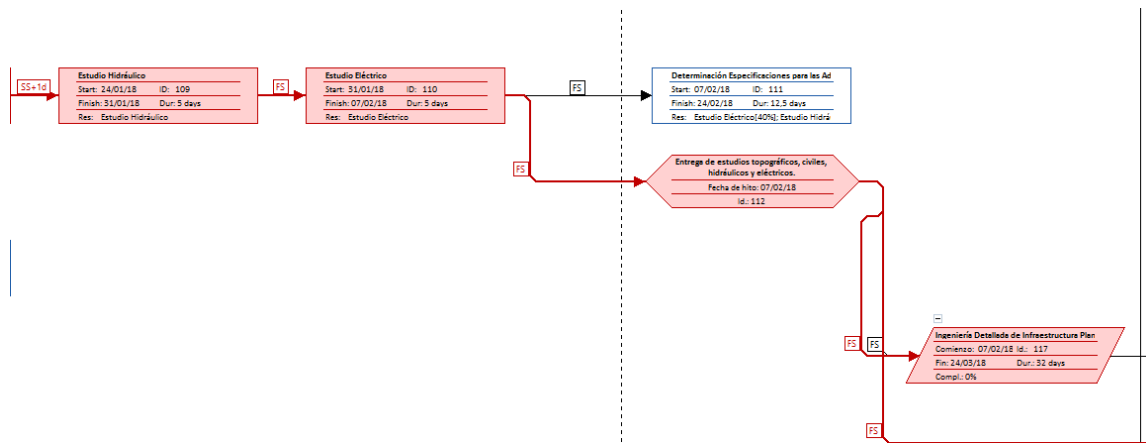 SS+1d
Estudio Hidráulico
Start: 24/01/18 ID: 109
Finish: 31/01/18 Dur: 5 days
Res: Estudio Hidráulico
FS
Estudio Eléctrico
Start: 31/01/18 ID: 110
Finish: 07/02/18 Dur: 5 days
Res: Estudio Eléctrico
FS
Determinación Especificaciones para las Ad
Start: 07/02/18 ID: 111
Finish: 24/02/18 Dur: 12,5 days
Res: Estudio Eléctrico[40%]; Estudio Hidrá
FS
Entrega de estudios topográficos, civiles,
hidráulicos y eléctricos.
Fecha de hito: 07/02/18
Id.: 112
FS
FS
Ingeniería Detallada de Infraestructura Plan
Comienzo: 07/02/18 Id.: 117
Fin: 24/03/18 Dur.: 32 days
Compl.: 0%
FS